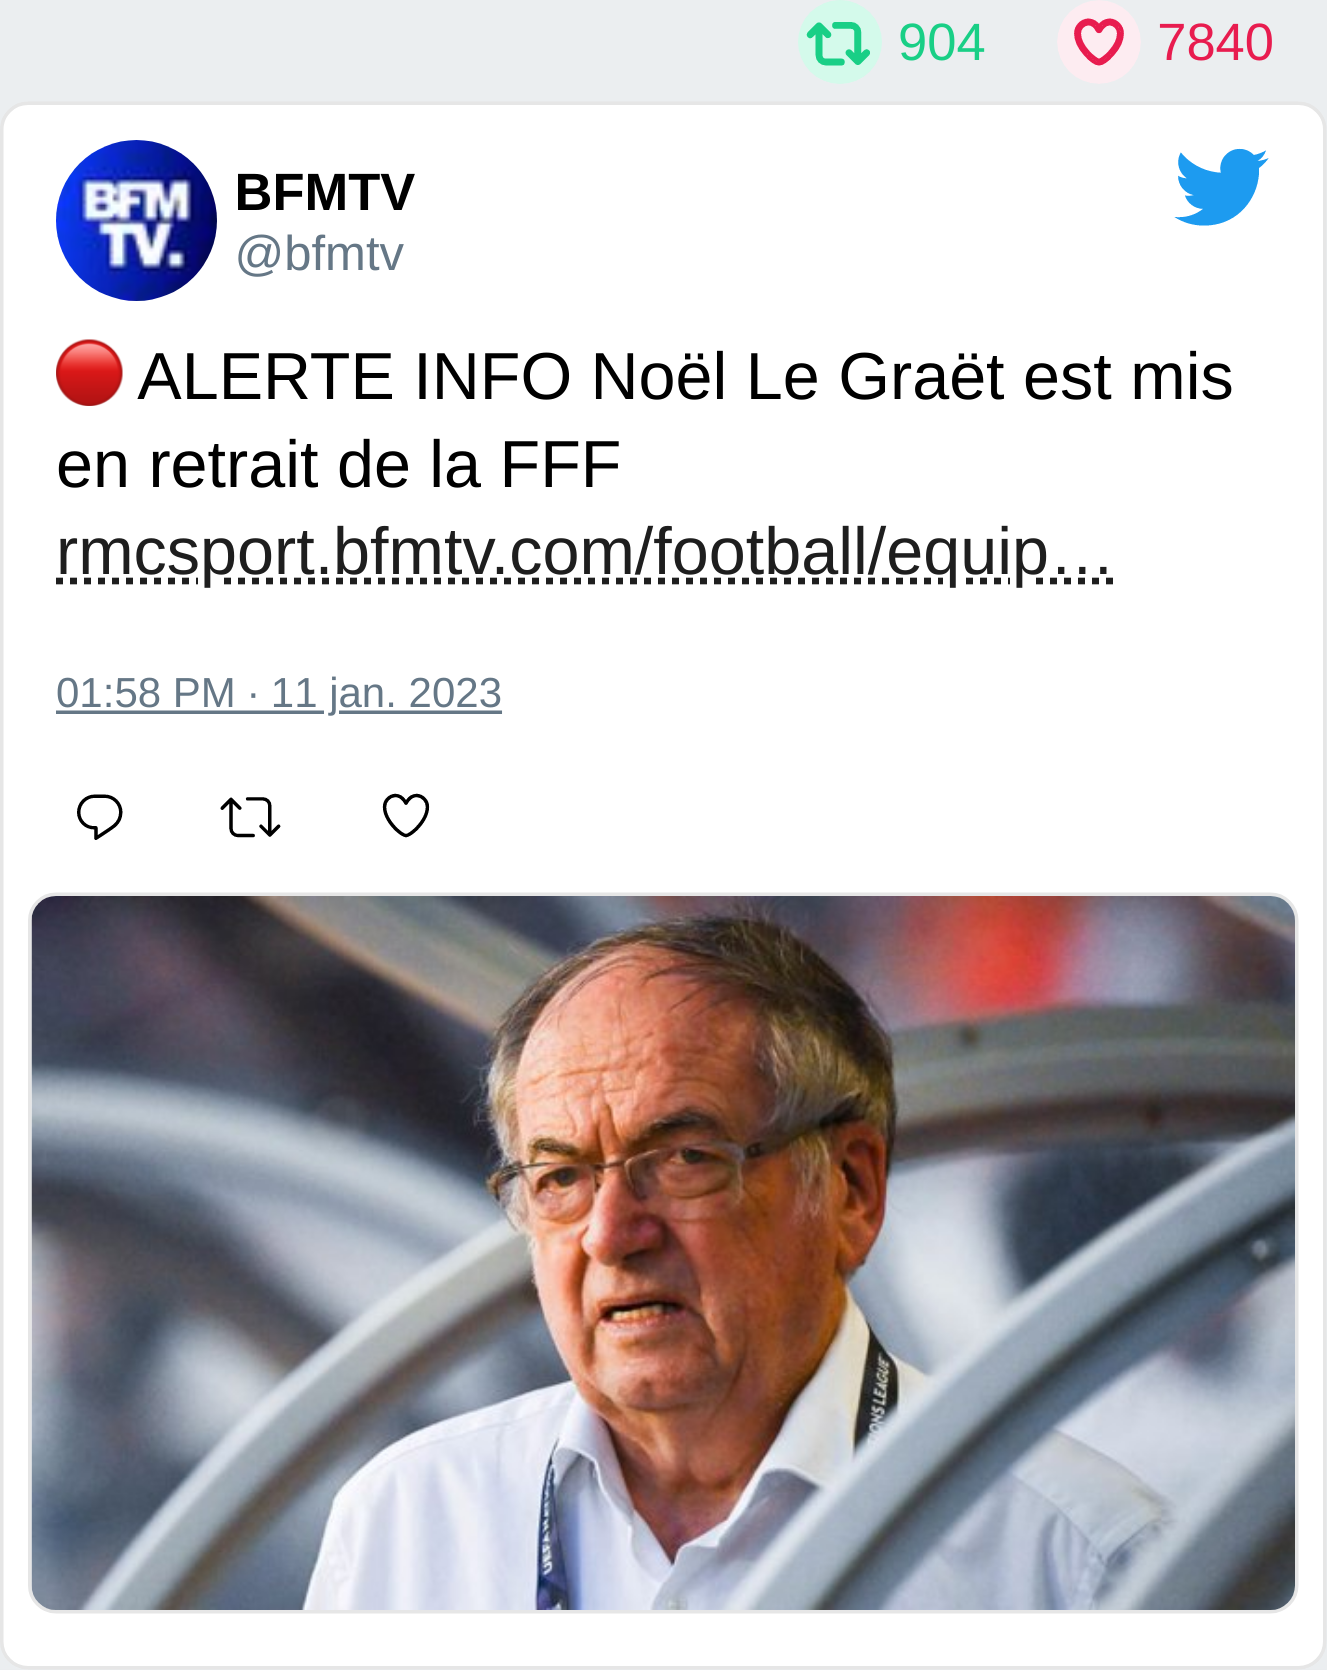 904 7840
BFMTV
@bfmtv
BFM
TV.
🔴 ALERTE INFO Noël Le Graët est mis
en retrait de la FFF
rmcsport.bfmtv.com/football/equip…
01:58 PM · 11 jan. 2023
UEFA
LEAGUE